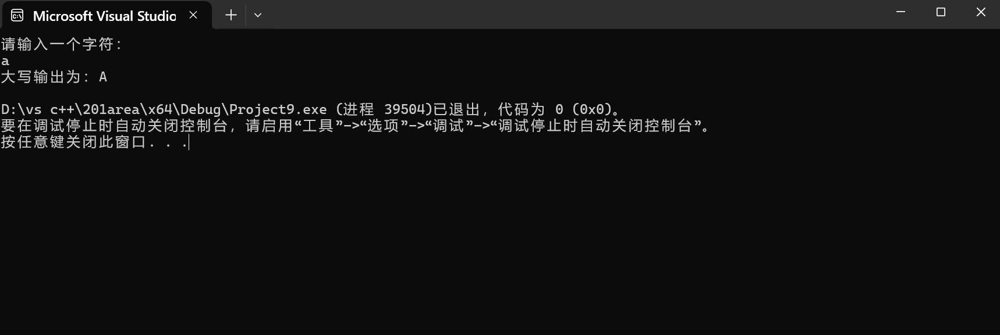 Microsoft Visual Studio
请输入一个字符：
a
大写输出为：A
D:\vs c++\201area\x64\Debug\Project9.exe (进程 39504)已退出，代码为 0 (0x0)。
要在调试停止时自动关闭控制台，请启用“工具”->“选项”->“调试”->“调试停止时自动关闭控制台”。
按任意键关闭此窗口. . .